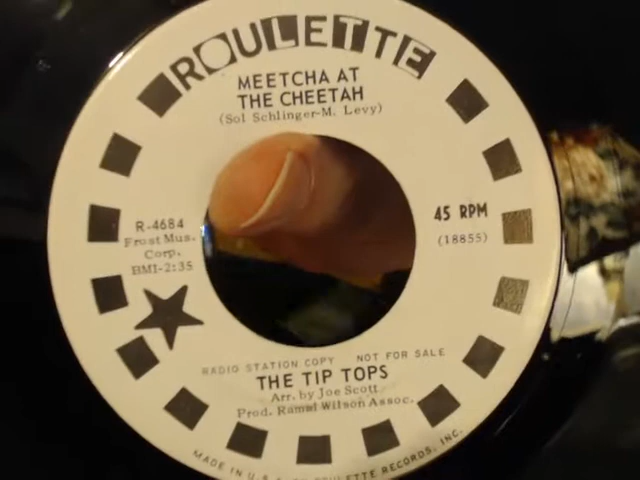 ROULETTE
MEETCHA AT
THE CHEETAH
(Sol Schlinger-M. Levy)
R-4684
Frost Mus.
Corp.
BMI-2:35
45 RPM
(18855)
RADIO STATION COPY NOT FOR SALE
THE TIP TOPS
Arr. by Joe Scott
Prod. Ramsl Wilson Assoc.
MADE IN U.S. ROULETTE RECORDS, INC.